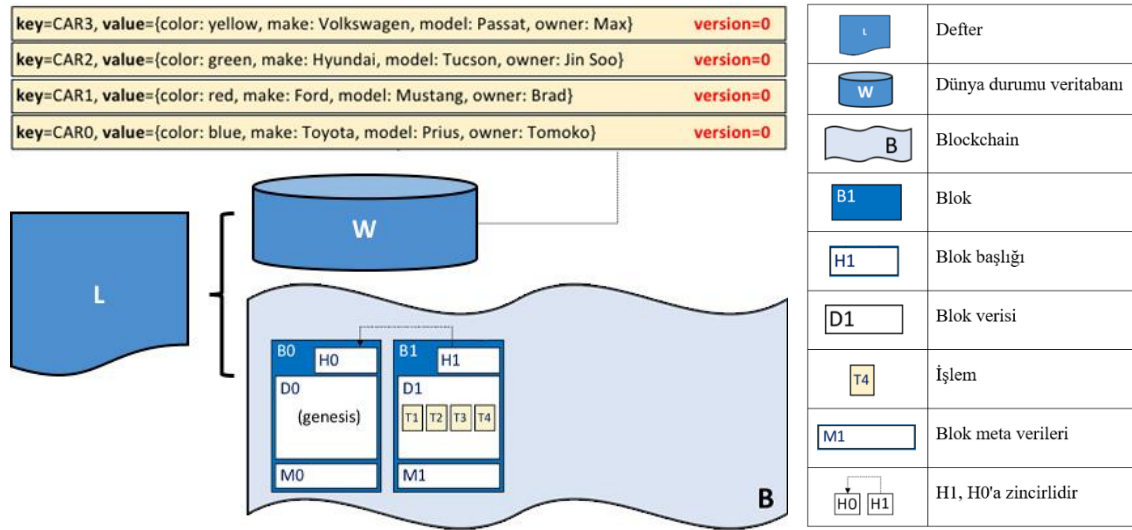 key=CAR3, value={color: yellow, make: Volkswagen, model: Passat, owner: Max} version=0
key=CAR2, value={color: green, make: Hyundai, model: Tucson, owner: Jin Soo} version=0
key=CAR1, value={color: red, make: Ford, model: Mustang, owner: Brad} version=0
key=CAR0, value={color: blue, make: Toyota, model: Prius, owner: Tomoko} version=0
W
L
B0 H0 B1 H1
D0 D1
(genesis) T1 T2 T3 T4
M0 M1
B
L Defter
W Dünya durumu veritabanı
B Blockchain
B1 Blok
H1 Blok başlığı
D1 Blok verisi
T4 İşlem
M1 Blok meta verileri
H0 H1 H1, H0'a zincirlidir